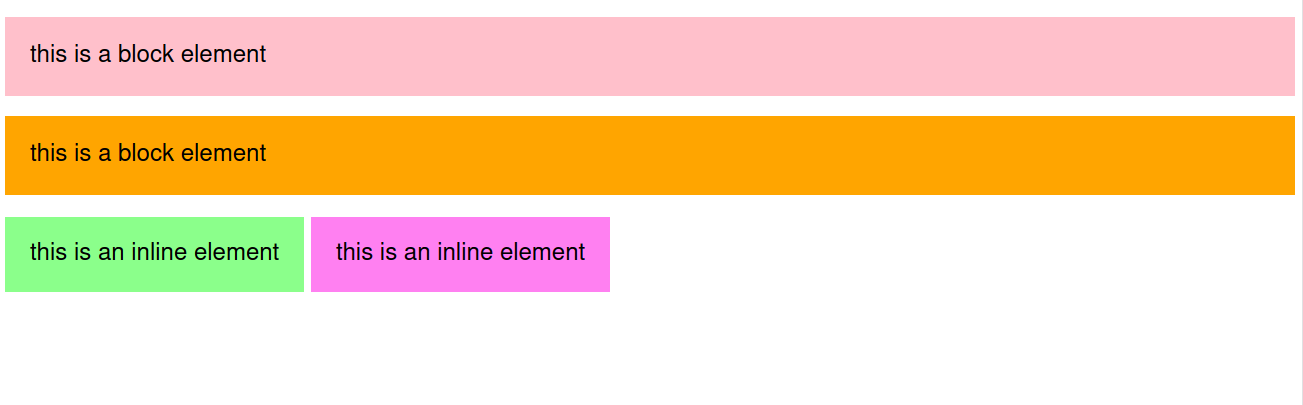 this is a block element
this is a block element
this is an inline element this is an inline element